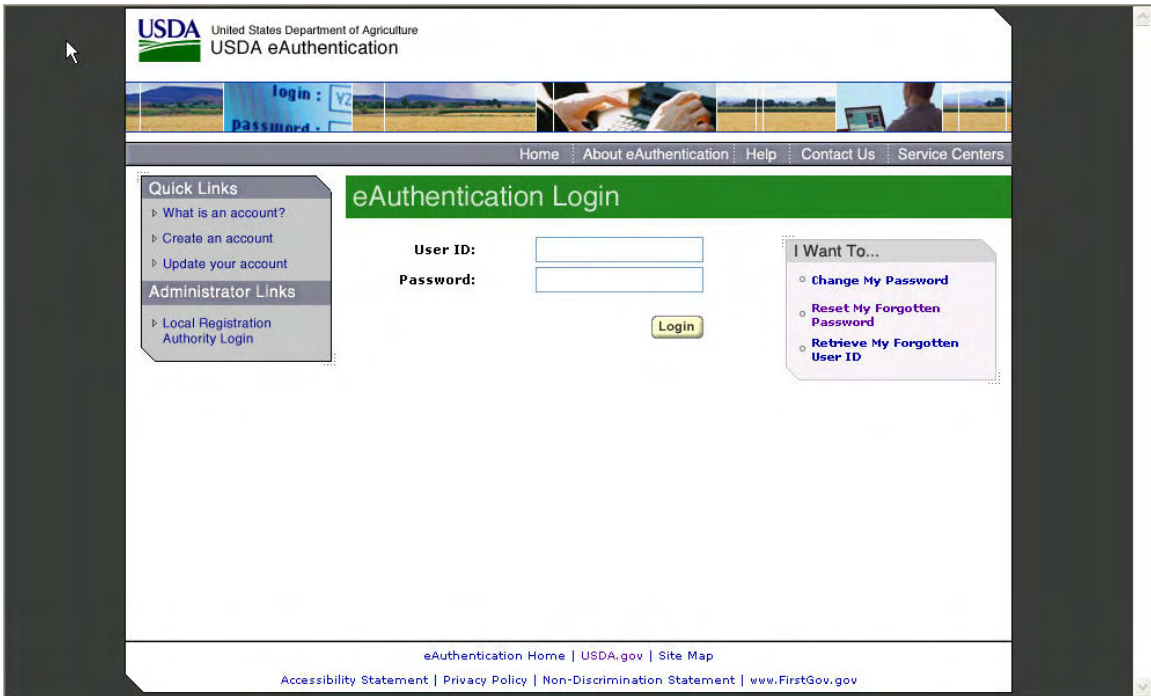 USDA
United States Department of Agriculture
USDA eAuthentication
login :
YZ
password :
Home
About eAuthentication
Help
Contact Us
Service Centers
Quick Links
What is an account?
Create an account
Update your account
Administrator Links
Local Registration
Authority Login
eAuthentication Login
User ID:
Password:
Login
I Want To...
Change My Password
Reset My Forgotten
Password
Retrieve My Forgotten
User ID
eAuthentication Home | USDA.gov | Site Map
Accessibility Statement | Privacy Policy | Non-Discrimination Statement | www.FirstGov.gov